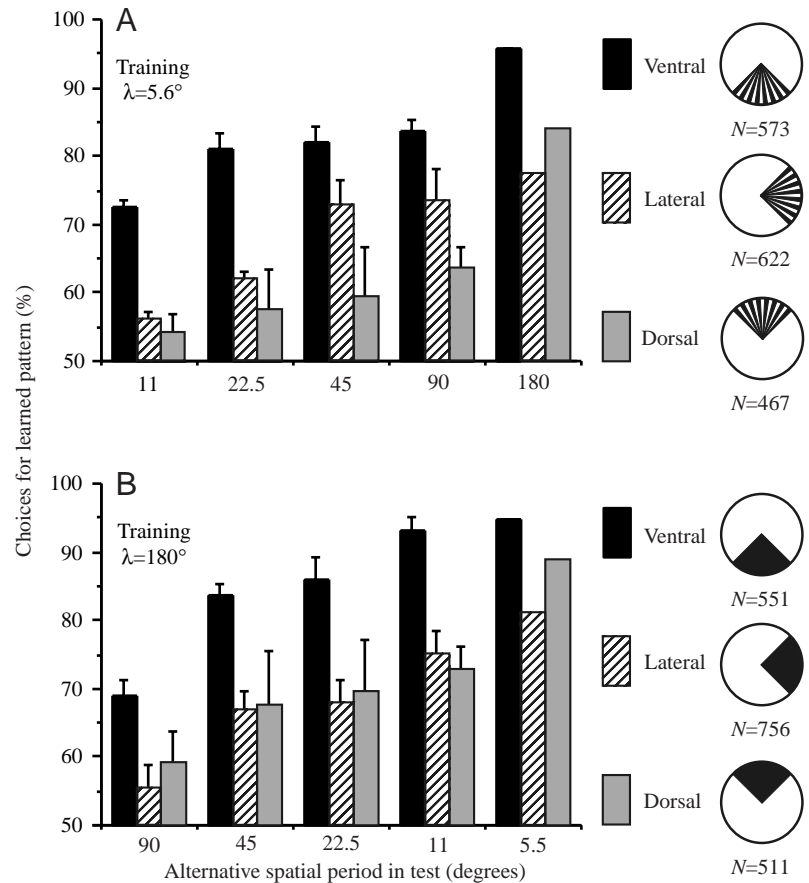 A
Training
λ=5.6°
100
90
80
70
60
50
11 22.5 45 90 180
Ventral
N=573
Lateral
N=622
Dorsal
N=467
Choices for learned pattern (%)
B
Training
λ=180°
100
90
80
70
60
50
90 45 22.5 11 5.5
Alternative spatial period in test (degrees)
Ventral
N=551
Lateral
N=756
Dorsal
N=511